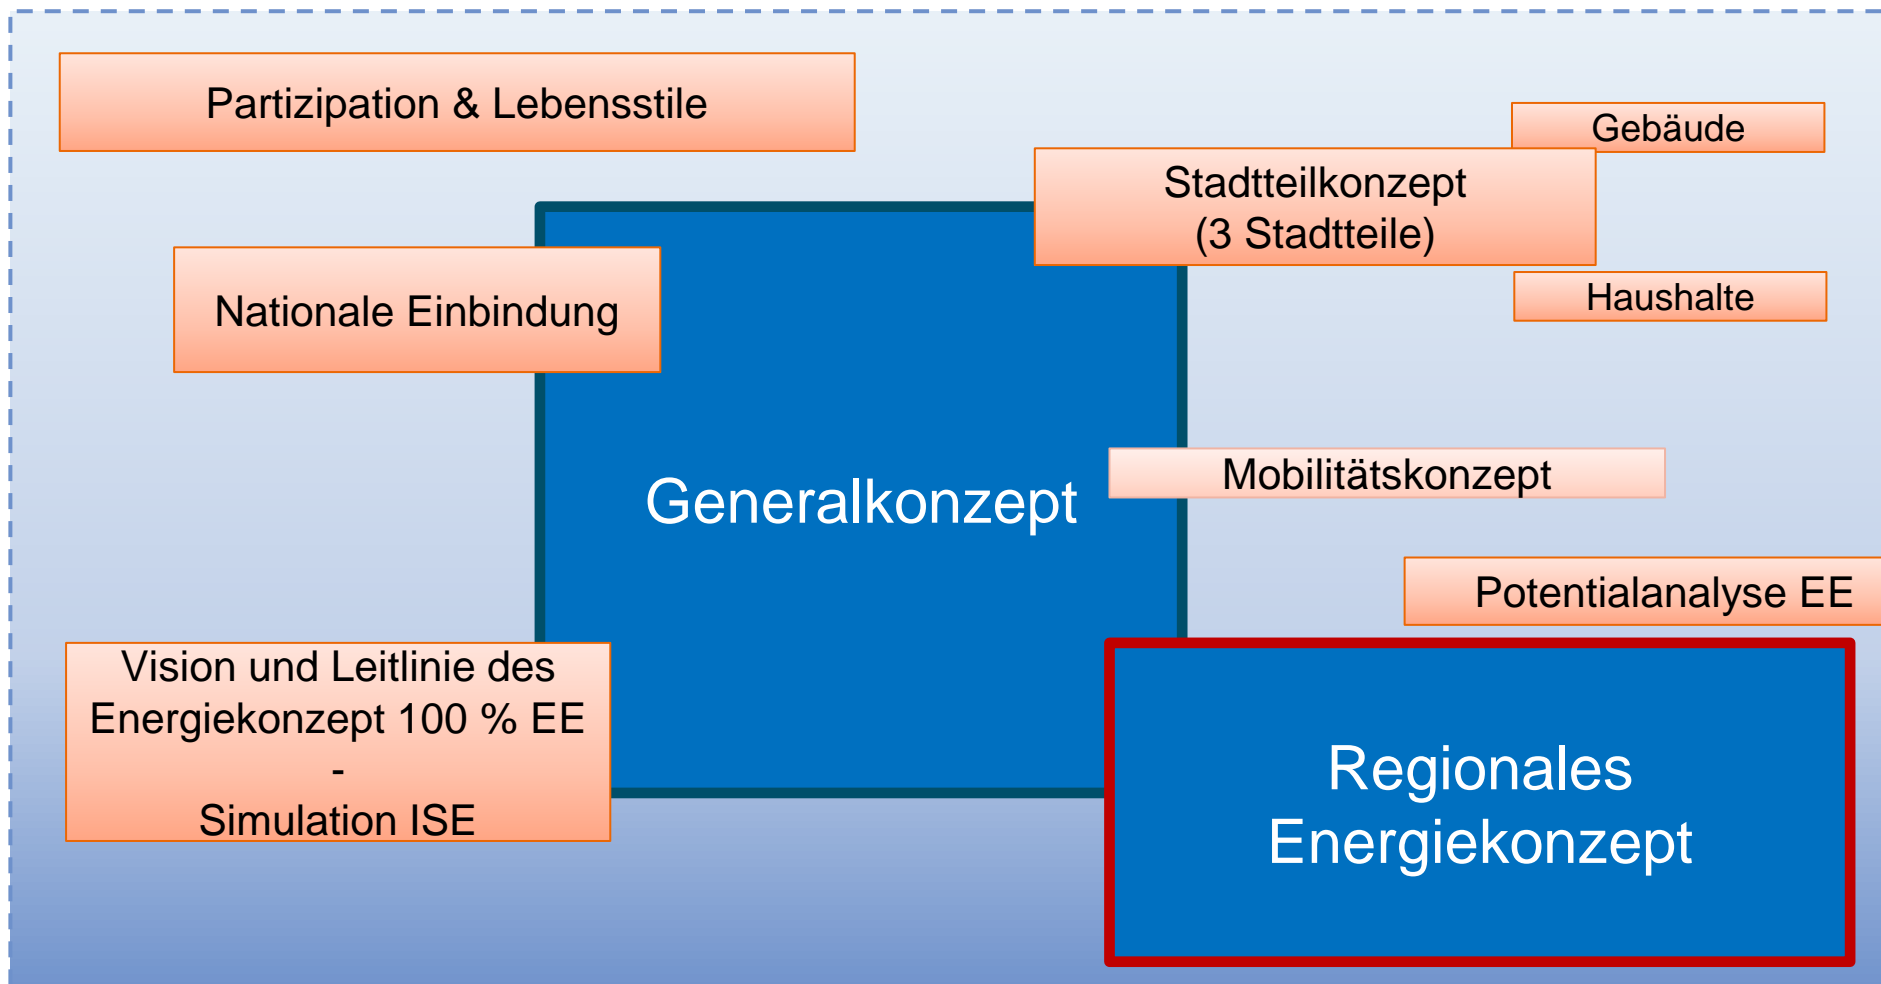 Partizipation & Lebensstile
Gebäude
Stadtteilkonzept
(3 Stadtteile)
Nationale Einbindung
Haushalte
Generalkonzept
Mobilitätskonzept
Potentialanalyse EE
Vision und Leitlinie des
Energiekonzept 100 % EE
-
Simulation ISE
Regionales
Energiekonzept